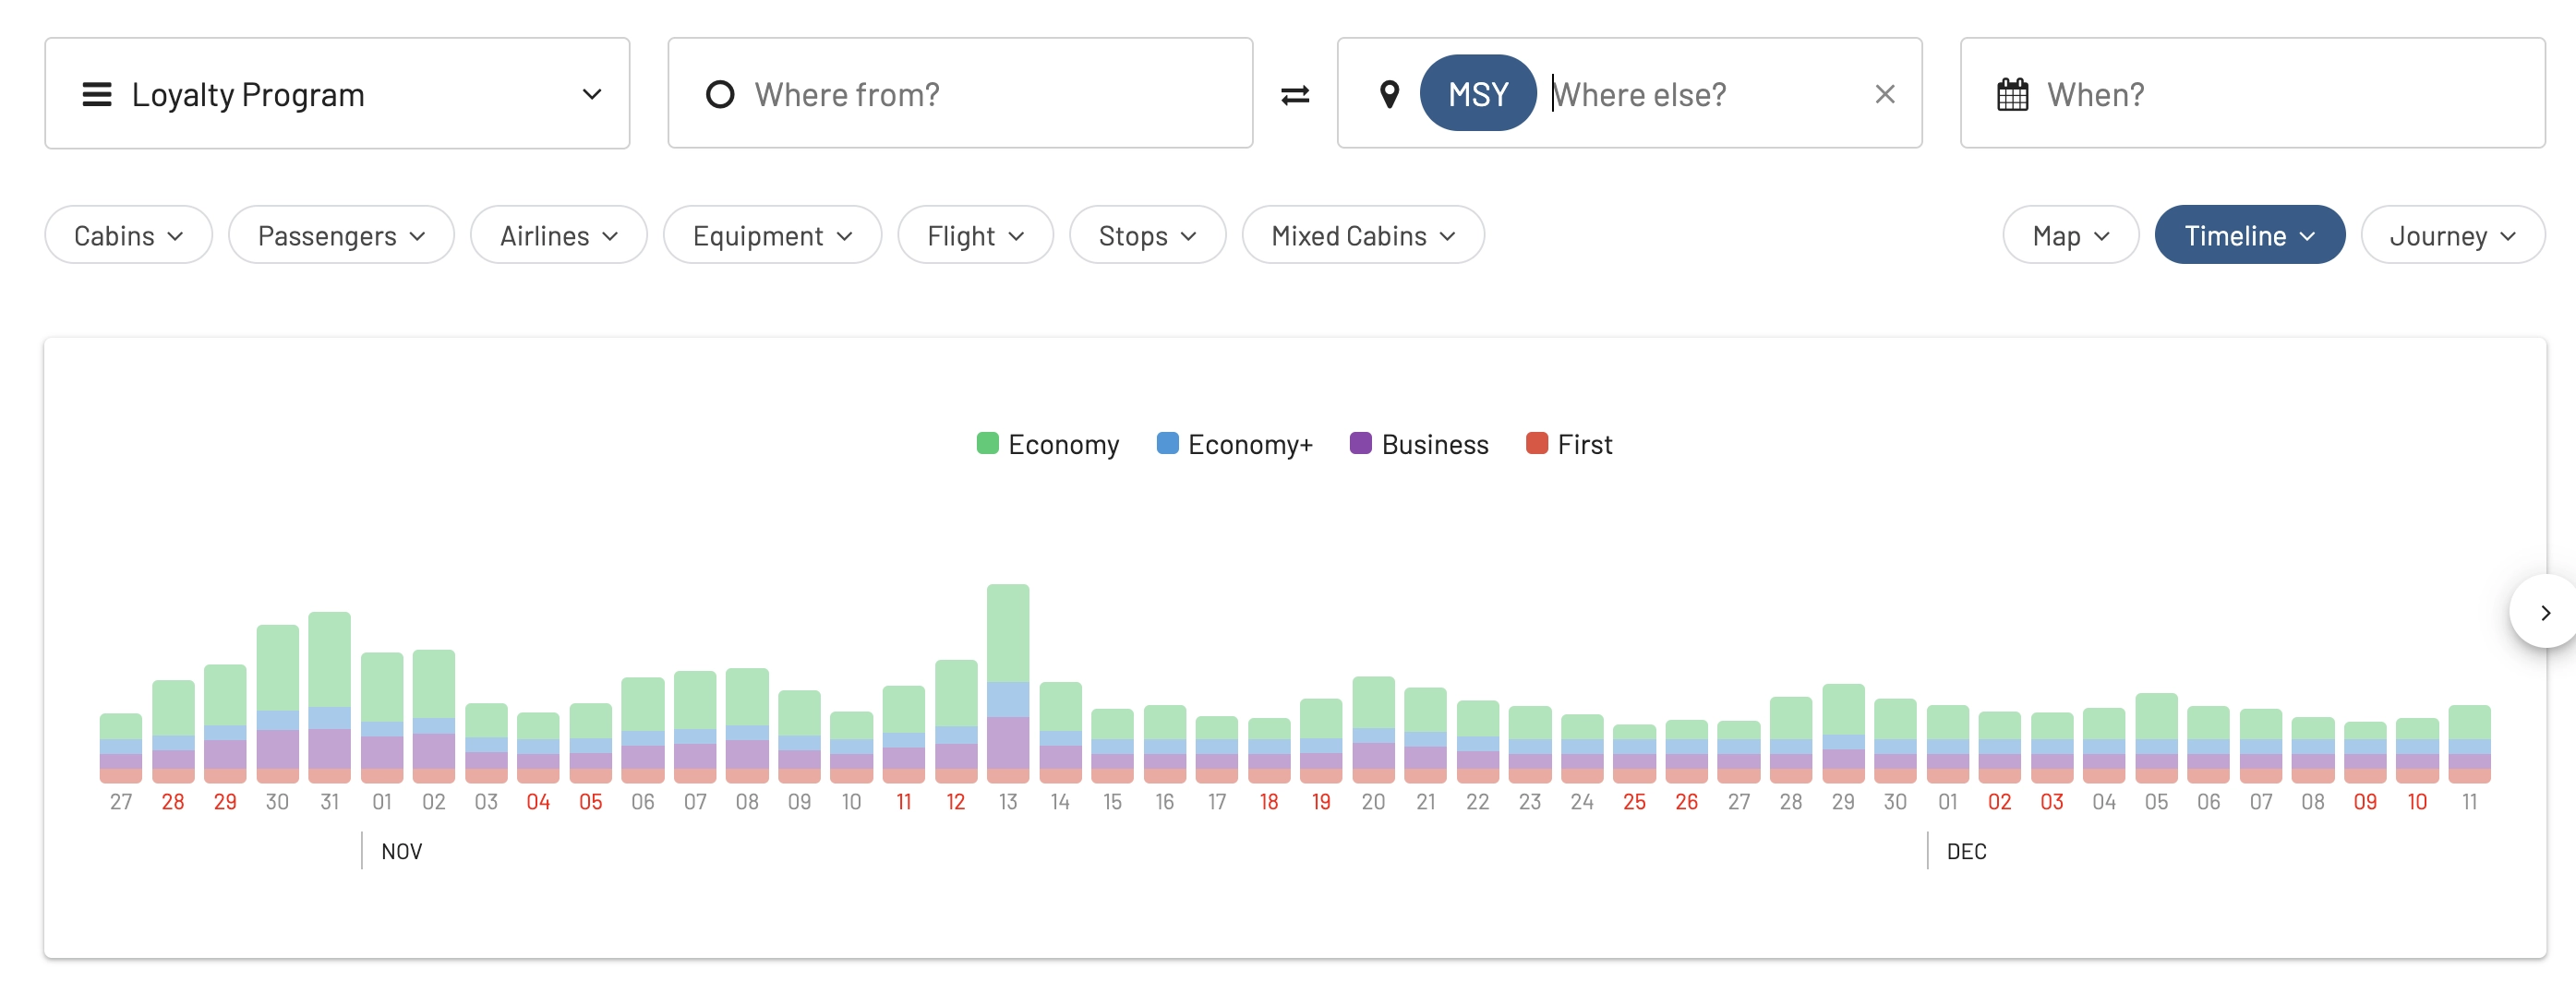 Loyalty Program
Where from?
MSY Where else?
When?
Cabins Passengers Airlines Equipment Flight Stops Mixed Cabins Map Timeline Journey
Economy Economy+ Business First
27 28 29 30 31 01 02 03 04 05 06 07 08 09 10 11 12 13 14 15 16 17 18 19 20 21 22 23 24 25 26 27 28 29 30 01 02 03 04 05 06 07 08 09 10 11
NOV DEC